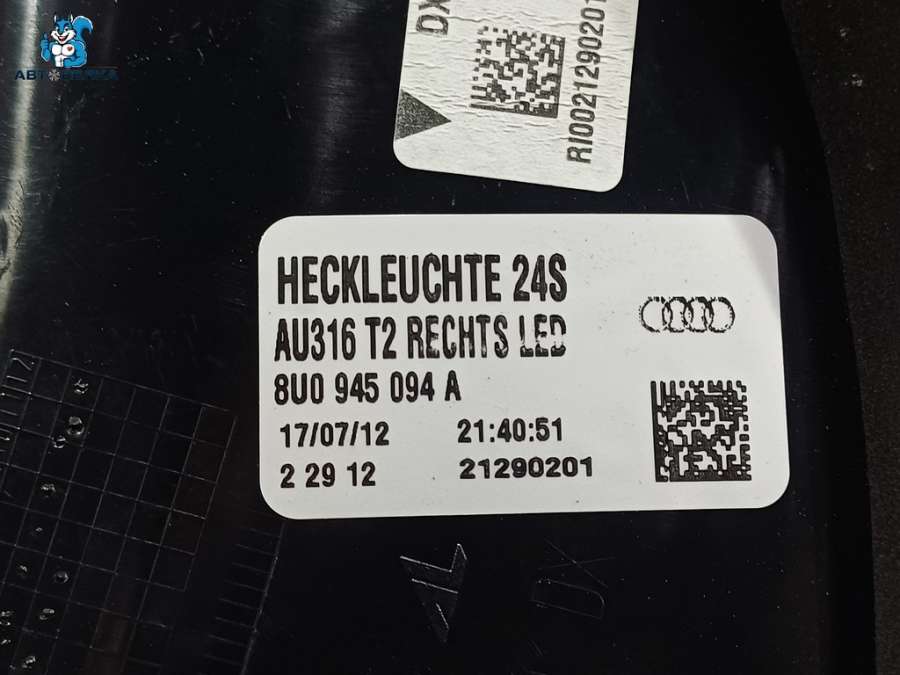 DX
RI0021290201
HECKLEUCHTE 24S
AU316 T2 RECHTS LED
8U0 945 094 A
17/07/12 21:40:51
2 29 12 21290201
DX